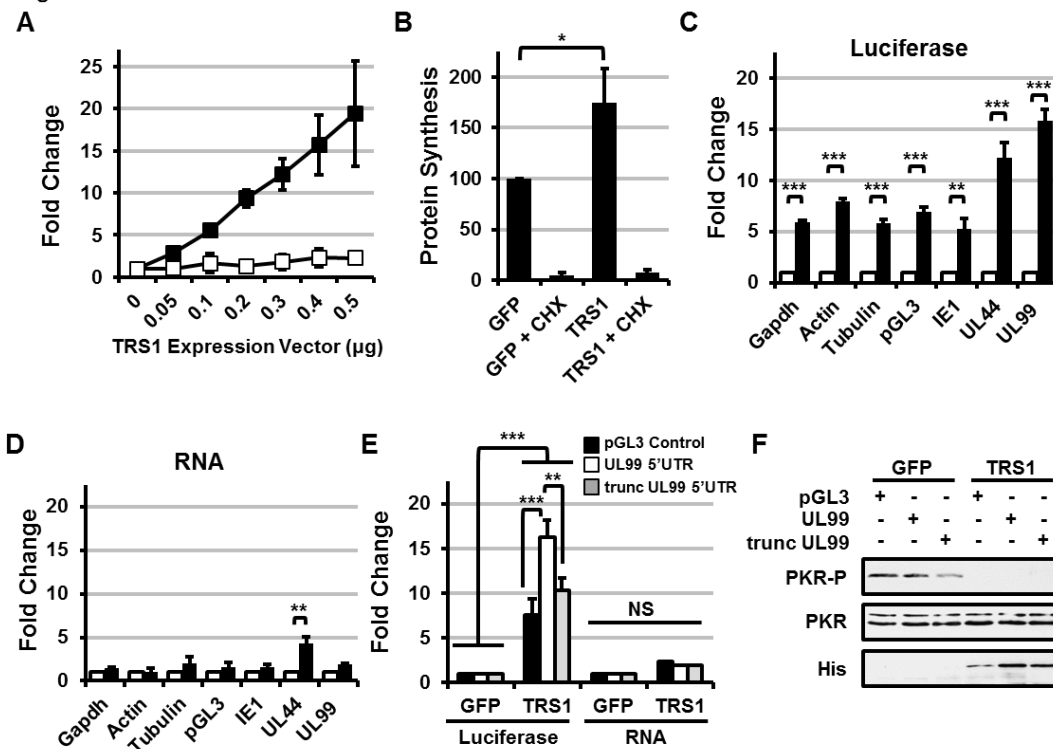 A
B
C
Fold Change
25
20
15
10
5
0
0
0.05
0.1
0.2
0.3
0.4
0.5
TRS1 Expression Vector (µg)
*
Protein Synthesis
200
150
100
50
0
GFP
GFP + CHX
TRS1
TRS1 + CHX
Luciferase
Fold Change
20
15
10
5
0
***
***
***
***
**
***
***
Gapdh
Actin
Tubulin
pGL3
IE1
UL44
UL99
D
E
F
RNA
Fold Change
20
15
10
5
0
**
Gapdh
Actin
Tubulin
pGL3
IE1
UL44
UL99
Fold Change
20
15
10
5
0
***
***
**
pGL3 Control
UL99 5'UTR
trunc UL99 5'UTR
NS
GFP TRS1 GFP TRS1
Luciferase RNA
GFP TRS1
pGL3 + - - + - -
UL99 - + - - + -
trunc UL99 - - + - - +
PKR-P
PKR
His